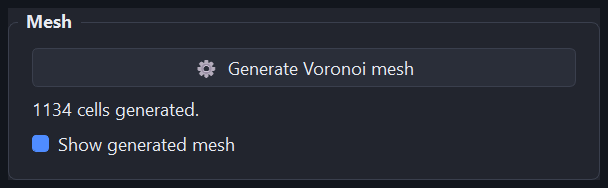 Mesh
Generate Voronoi mesh
1134 cells generated.
Show generated mesh